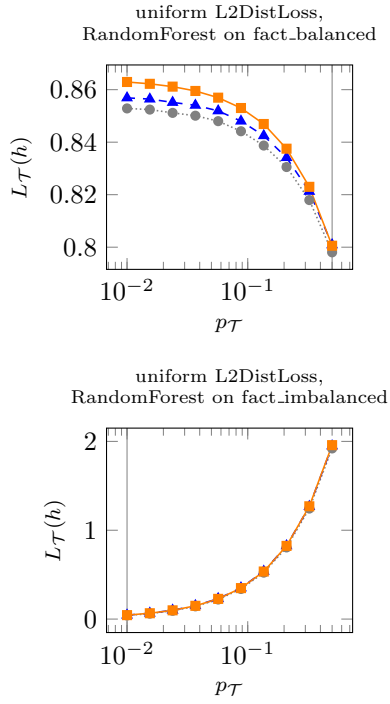 uniform L2DistLoss,
RandomForest on fact_balanced
0.86
0.84
0.82
0.8
L_𝒯(h)
10^−2
10^−1
p_𝒯
uniform L2DistLoss,
RandomForest on fact_imbalanced
2
1
0
L_𝒯(h)
10^−2
10^−1
p_𝒯